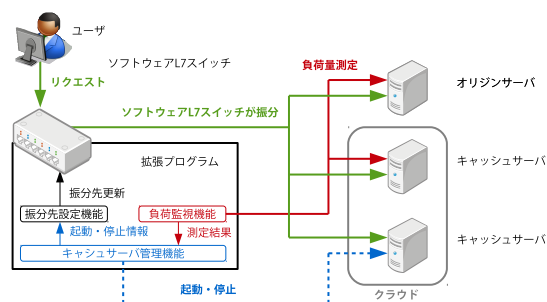 ユーザ
ソフトウェアL7スイッチ
負荷量測定
リクエスト
オリジンサーバ
ソフトウェアL7スイッチが振分
拡張プログラム
キャッシュサーバ
振分先更新
振分先設定機能
負荷監視機能
起動・停止情報
測定結果
キャッシュサーバ
キャシュサーバ管理機能
起動・停止
クラウド